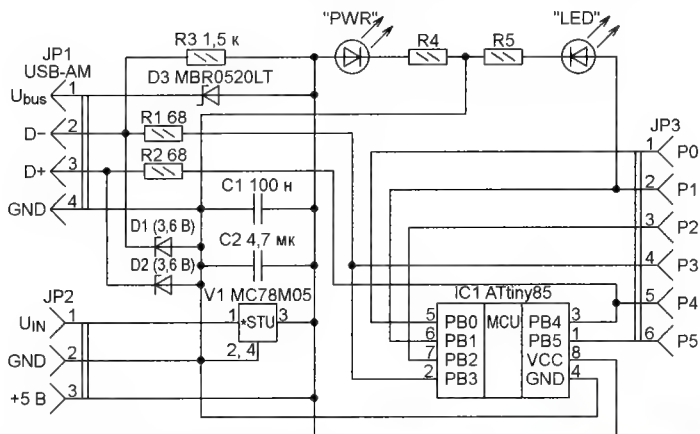 "PWR" "LED"
JP1
USB-AM
R3 1,5 к
R4
R5
D3 MBR0520LT
Ubus 1
D− 2
R1 68
D+ 3
R2 68
GND 4
JP3
1 P0
2 P1
3 P2
4 P3
5 P4
6 P5
C1 100 н
D1 (3,6 В)
C2 4,7 мк
D2 (3,6 В)
JP2
V1 MC78M05
UIN 1
1 *STU 3
2, 4
GND 2
+5 В 3
IC1 ATtiny85
MCU
5 PB0 PB4 3
6 PB1 PB5 1
7 PB2 VCC 8
2 PB3 GND 4